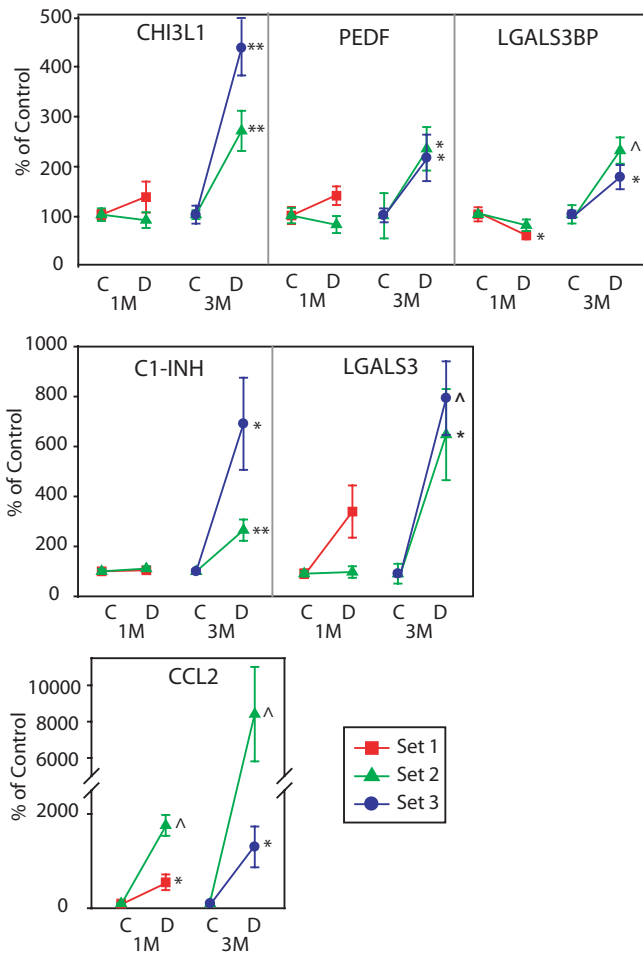 500
CHI3L1 PEDF LGALS3BP
** 
400
300
** * ^
* *
200
% of Control
100
*
0
C D C D C D C D C D C D
1M 3M 1M 3M 1M 3M
1000
C1-INH LGALS3
800
^
* *
600
400
% of Control
**
200
0
C D C D C D C D
1M 3M 1M 3M
CCL2
10000
^
8000
6000
% of Control
2000
^
*
*
0
C D C D
1M 3M
Set 1
Set 2
Set 3